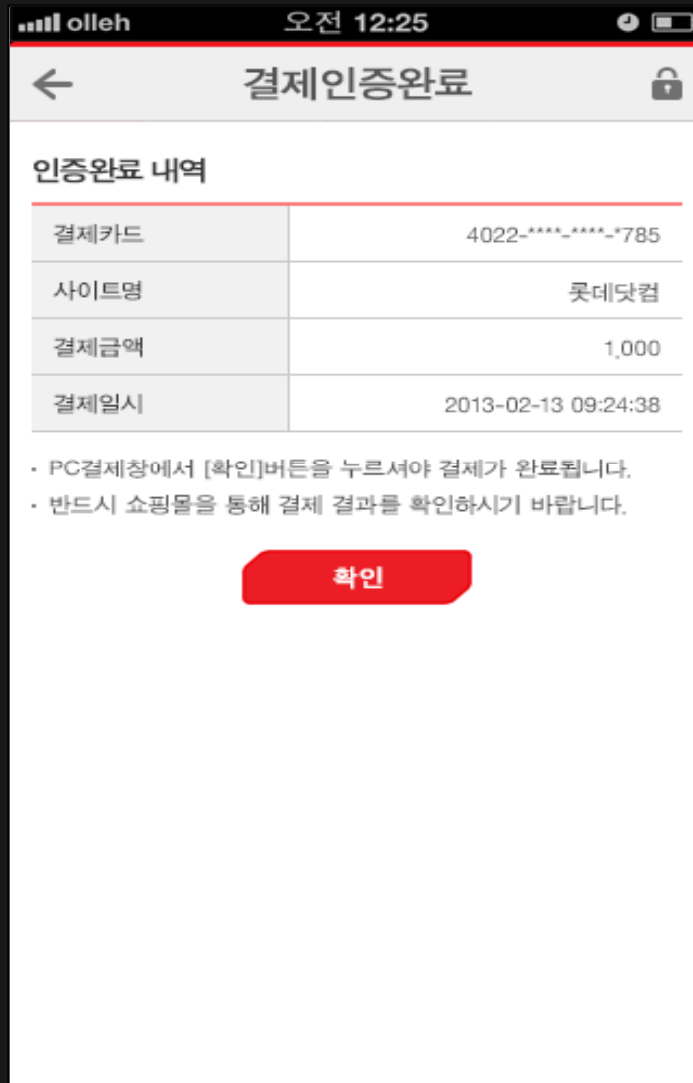 olleh 오전 12:25
결제인증완료
인증완료 내역
결제카드 4022-****-****-*785
사이트명 롯데닷컴
결제금액 1,000
결제일시 2013-02-13 09:24:38
· PC결제창에서 [확인]버튼을 누르셔야 결제가 완료됩니다.
· 반드시 쇼핑몰을 통해 결제 결과를 확인하시기 바랍니다.
확인